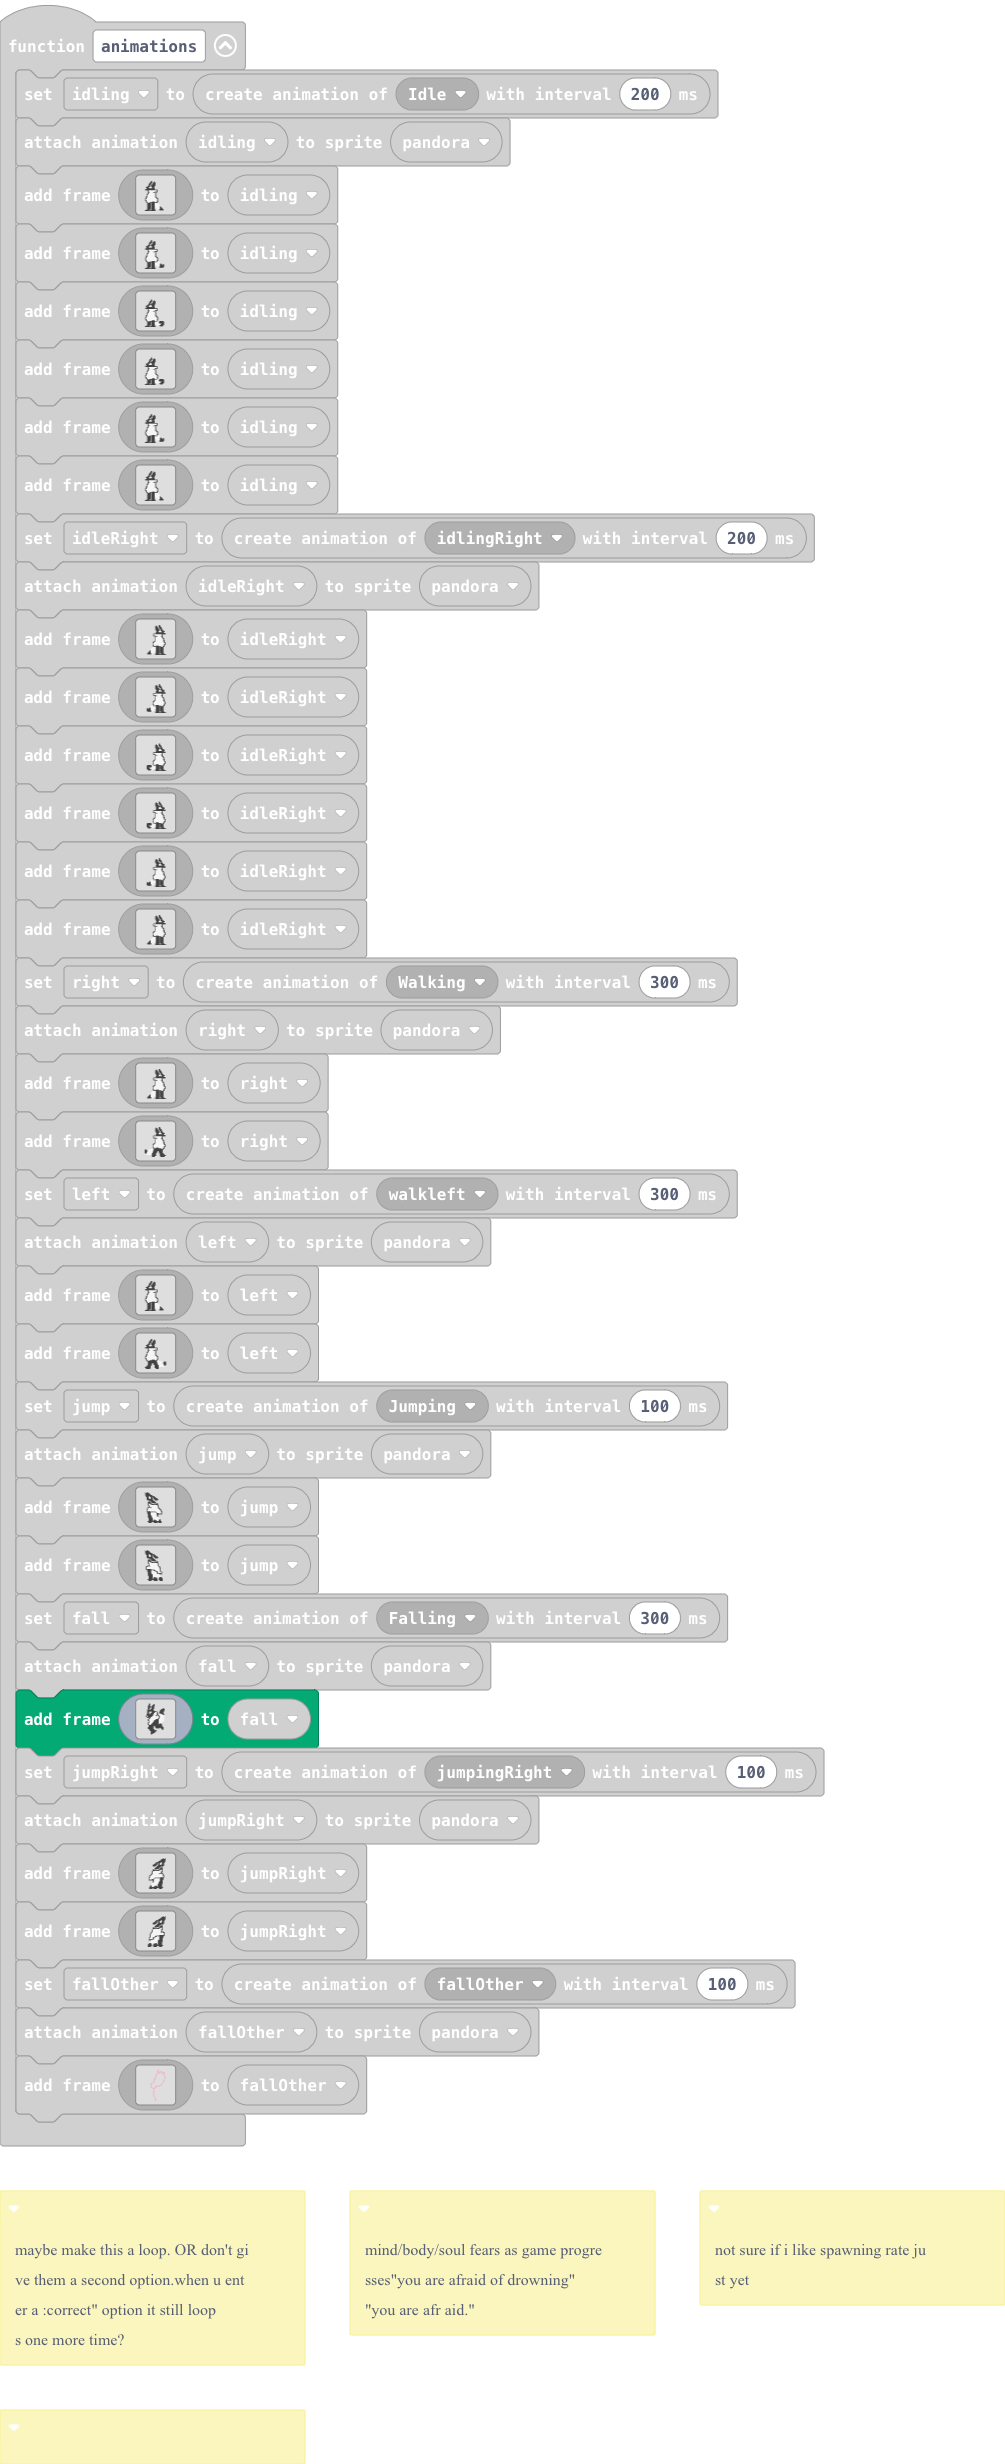 function animations
set idling to create animation of Idle with interval 200 ms
attach animation idling to sprite pandora
add frame to idling
add frame to idling
add frame to idling
add frame to idling
add frame to idling
add frame to idling
set idleRight to create animation of idlingRight with interval 200 ms
attach animation idleRight to sprite pandora
add frame to idleRight
add frame to idleRight
add frame to idleRight
add frame to idleRight
add frame to idleRight
add frame to idleRight
set right to create animation of Walking with interval 300 ms
attach animation right to sprite pandora
add frame to right
add frame to right
set left to create animation of walkleft with interval 300 ms
attach animation left to sprite pandora
add frame to left
add frame to left
set jump to create animation of Jumping with interval 100 ms
attach animation jump to sprite pandora
add frame to jump
add frame to jump
set fall to create animation of Falling with interval 300 ms
attach animation fall to sprite pandora
add frame to fall
set jumpRight to create animation of jumpingRight with interval 100 ms
attach animation jumpRight to sprite pandora
add frame to jumpRight
add frame to jumpRight
set fallOther to create animation of fallOther with interval 100 ms
attach animation fallOther to sprite pandora
add frame to fallOther
maybe make this a loop. OR don't gi
ve them a second option.when u ent
er a :correct" option it still loop
s one more time?
mind/body/soul fears as game progre
sses"you are afraid of drowning"
"you are afr aid."
not sure if i like spawning rate ju
st yet